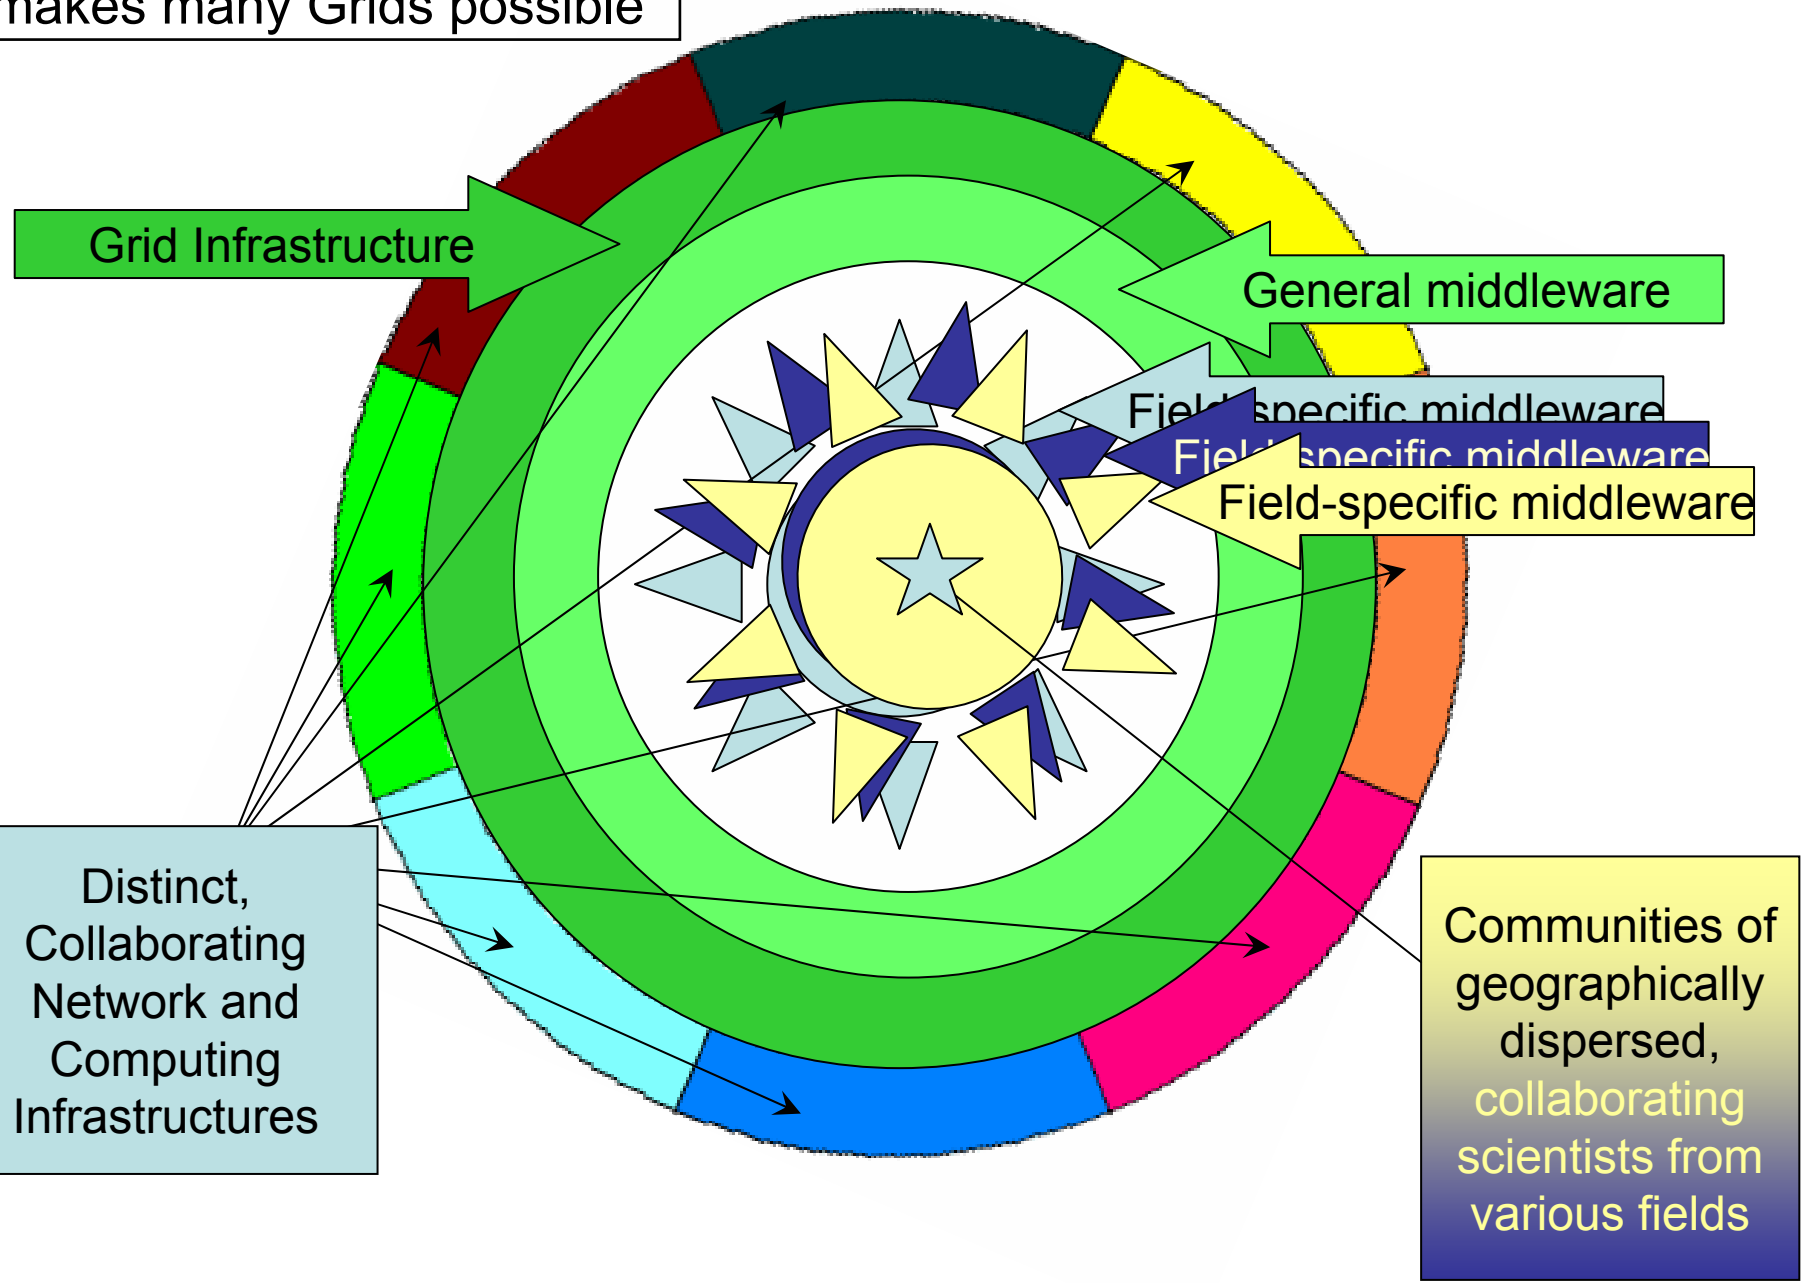 makes many Grids possible
Grid Infrastructure
General middleware
Field-specific middleware
Field-specific middleware
Field-specific middleware
Distinct,
Collaborating
Network and
Computing
Infrastructures
Communities of
geographically
dispersed,
collaborating
scientists from
various fields